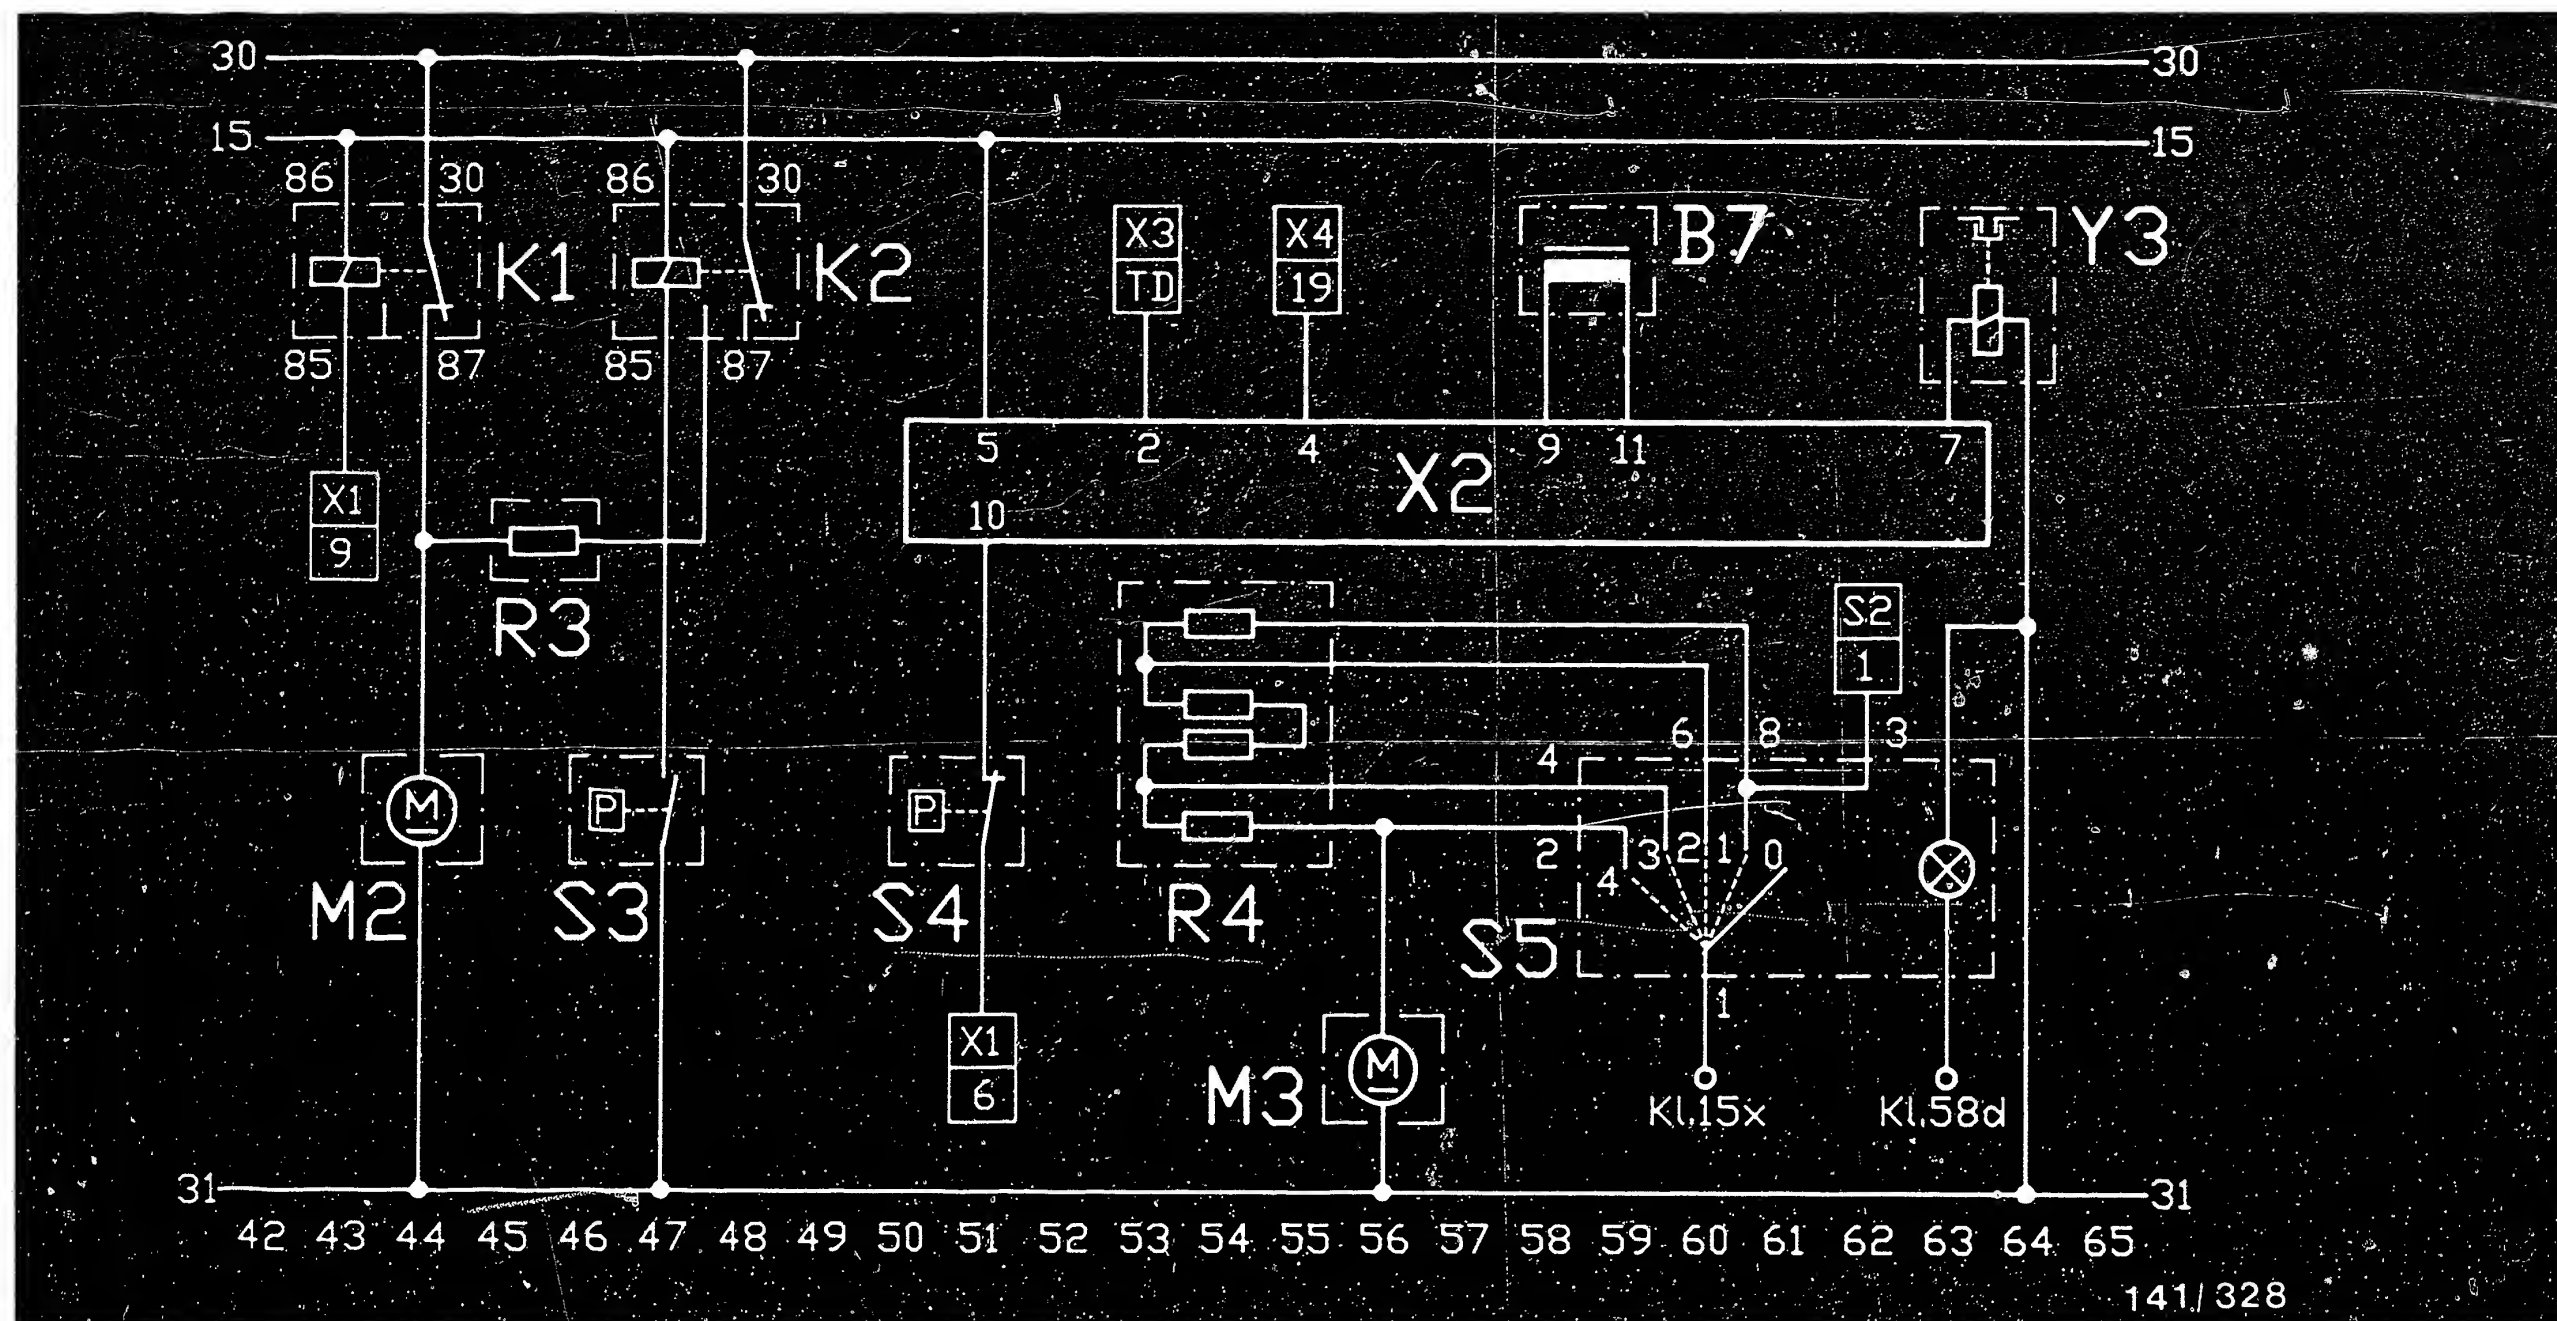 30 30
15 15
86 30 86 30
X3 X4 B7 Y3
K1 K2
TD 19
85 87 85 87
5 2 4 9 11 7
X2
X1
10
9
S2
R3
1
6 8 3
4
P P
M
2 4 3 2 1 0
M2 S3 S4 R4 S5
1
X1
M
6
M3 Kl.15x Kl.58d
31 31
42 43 44 45 46 47 48 49 50 51 52 53 54 55 56 57 58 59 60 61 62 63 64 65
141/328